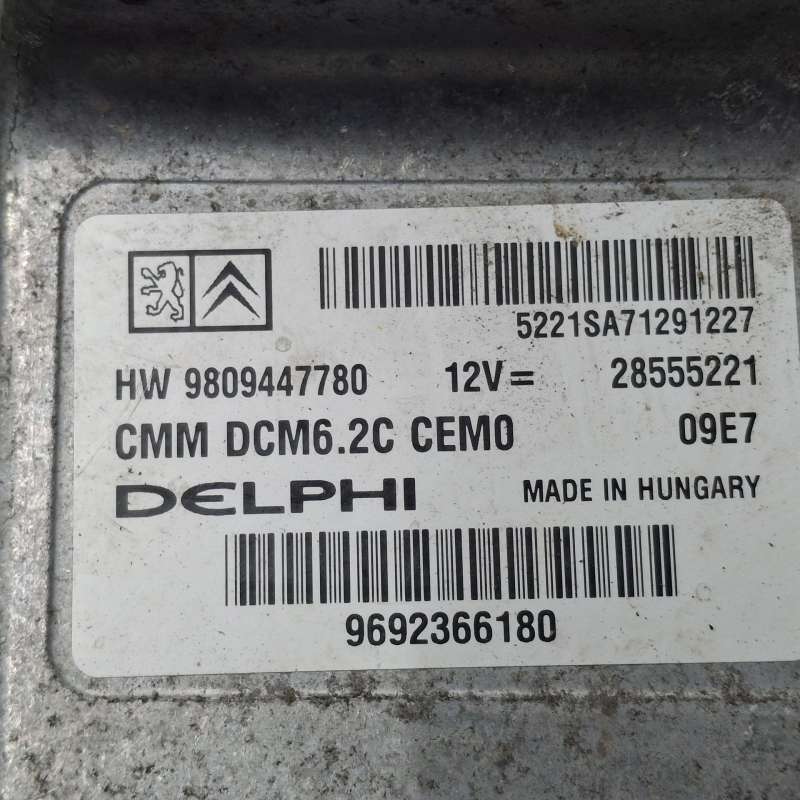 5221SA71291227
HW 9809447780 12V= 28555221
CMM DCM6.2C CEM0 09E7
DELPHI MADE IN HUNGARY
9692366180